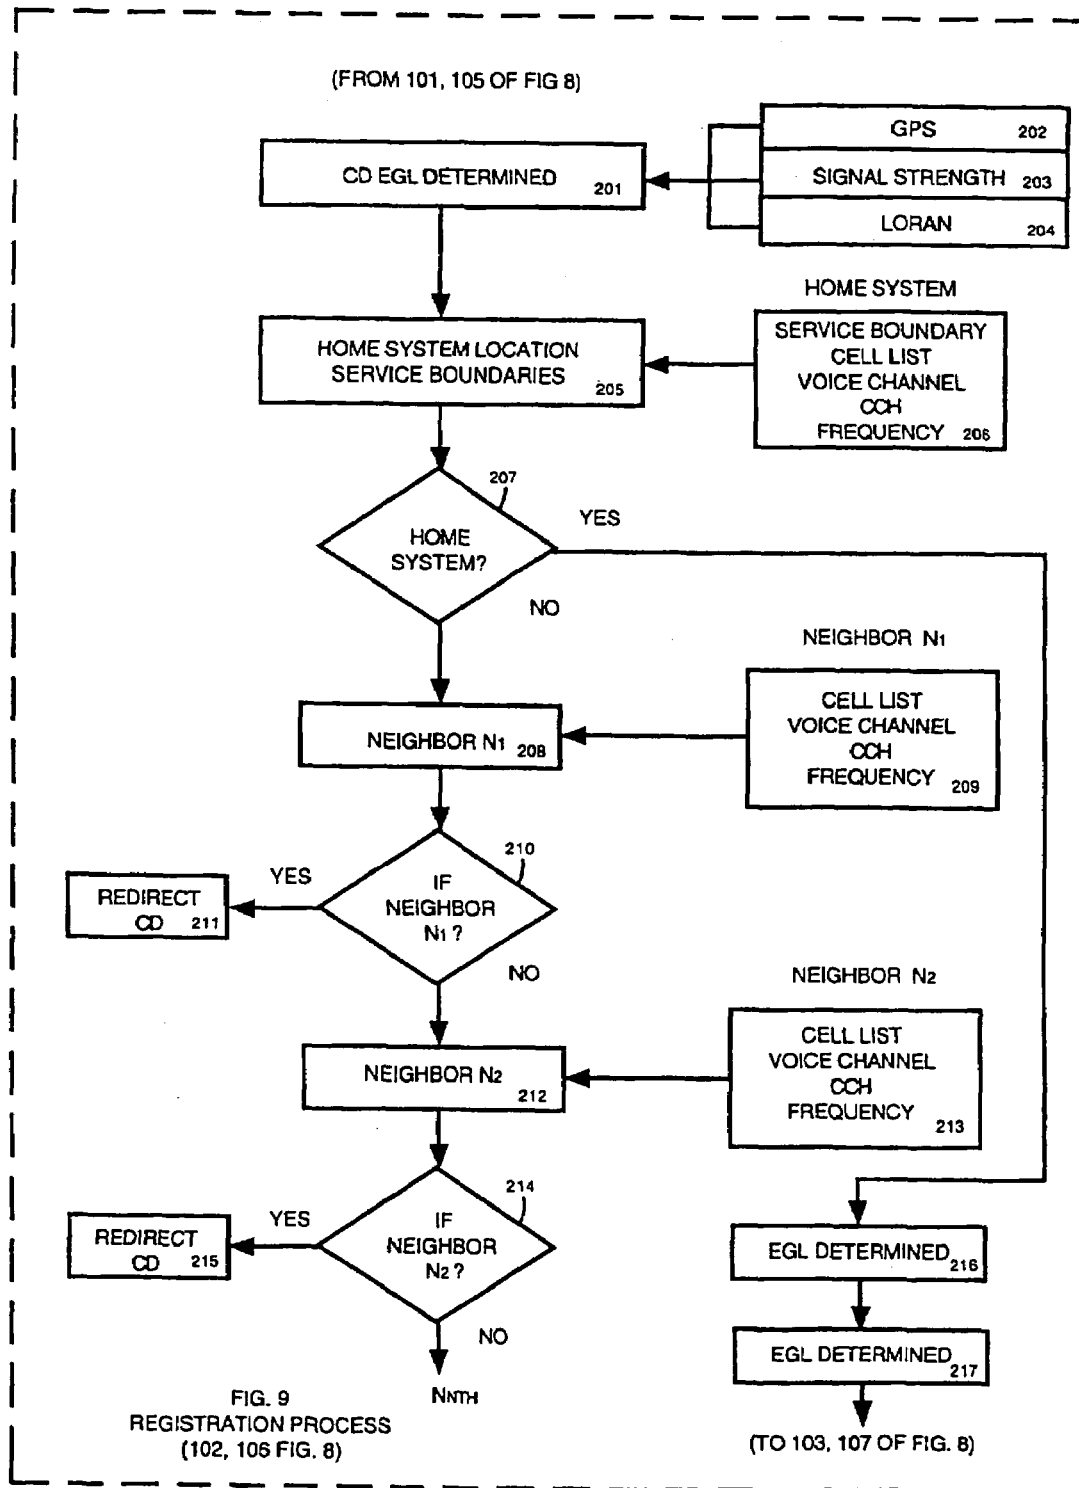 (FROM 101, 105 OF FIG 8)
CD EGL DETERMINED 201
GPS 202
SIGNAL STRENGTH 203
LORAN 204
HOME SYSTEM
SERVICE BOUNDARY
CELL LIST
VOICE CHANNEL
CCH
FREQUENCY 206
HOME SYSTEM LOCATION
SERVICE BOUNDARIES 205
207
HOME
SYSTEM?
YES
NO
NEIGHBOR N1
CELL LIST
VOICE CHANNEL
CCH
FREQUENCY 209
NEIGHBOR N1 208
210
IF
NEIGHBOR
N1?
YES
REDIRECT
CD 211
NO
NEIGHBOR N2
CELL LIST
VOICE CHANNEL
CCH
FREQUENCY 213
NEIGHBOR N2 212
214
IF
NEIGHBOR
N2?
YES
REDIRECT
CD 215
NO
NNTH
EGL DETERMINED 216
EGL DETERMINED 217
(TO 103, 107 OF FIG. 8)
FIG. 9
REGISTRATION PROCESS
(102, 106 FIG. 8)